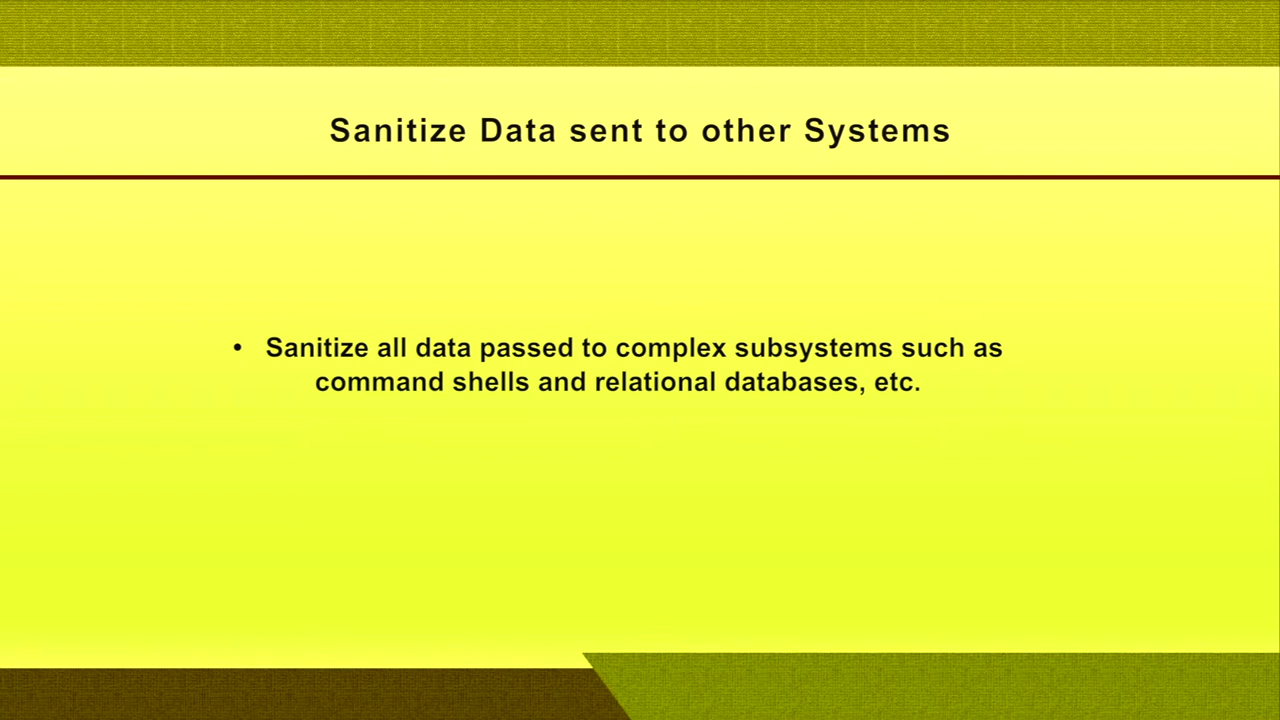 Sanitize Data sent to other Systems
• Sanitize all data passed to complex subsystems such as
command shells and relational databases, etc.